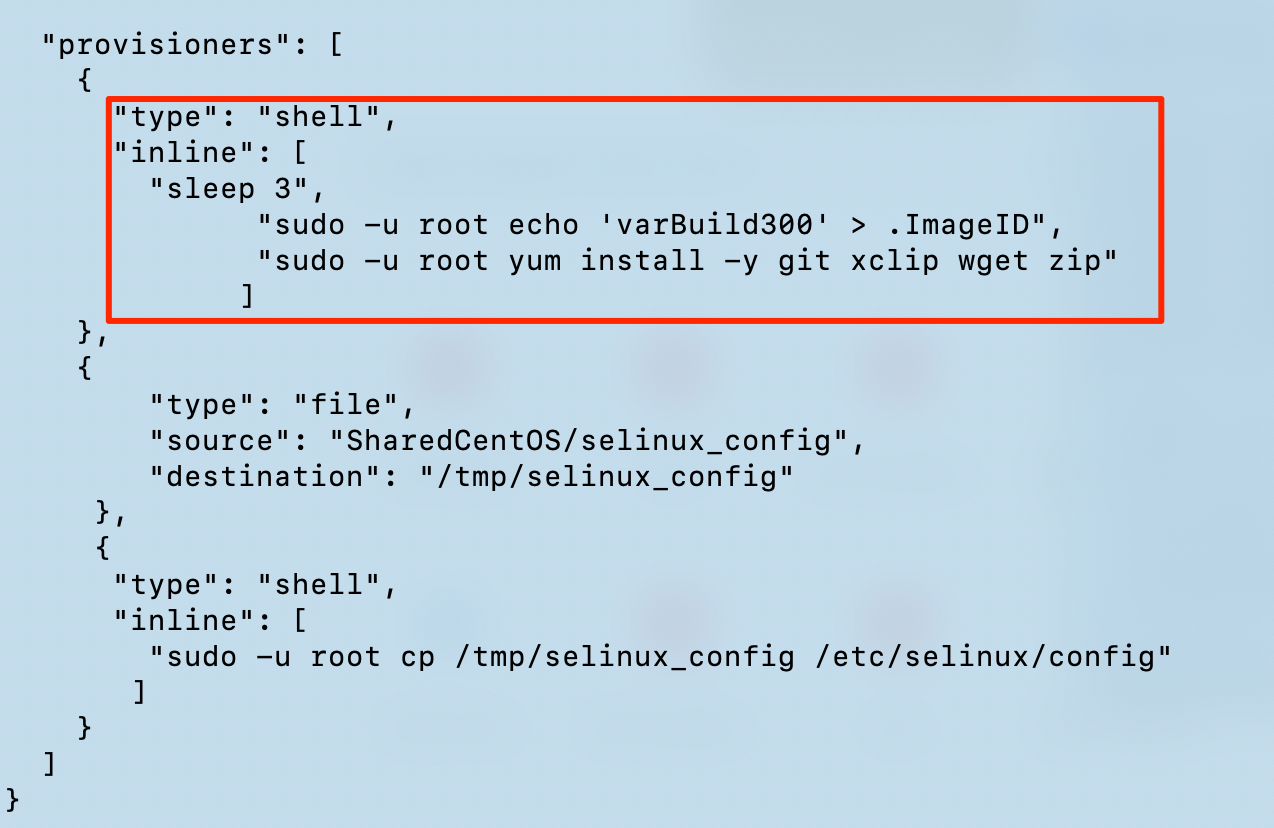 "provisioners": [
{
"type": "shell",
"inline": [
"sleep 3",
"sudo -u root echo 'varBuild300' > .ImageID",
"sudo -u root yum install -y git xclip wget zip"
]
},
{
"type": "file",
"source": "SharedCentOS/selinux_config",
"destination": "/tmp/selinux_config"
},
{
"type": "shell",
"inline": [
"sudo -u root cp /tmp/selinux_config /etc/selinux/config"
]
}
]
}